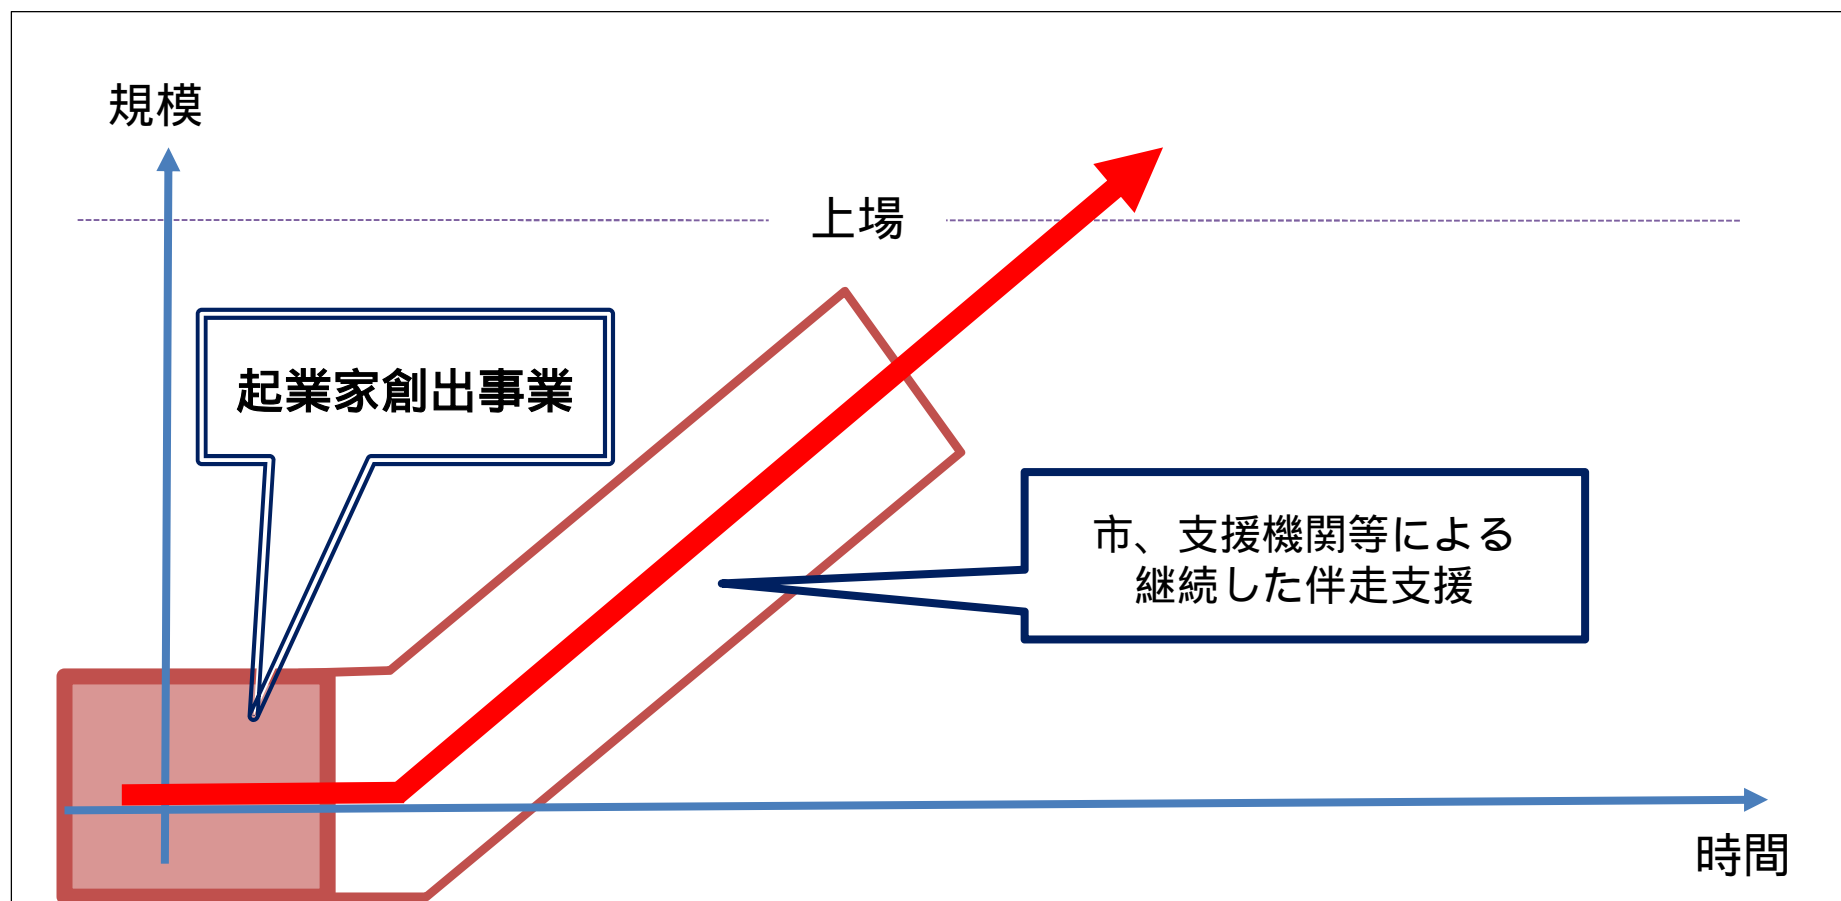 規模
上場
起業家創出事業
市、支援機関等による
継続した伴走支援
時間